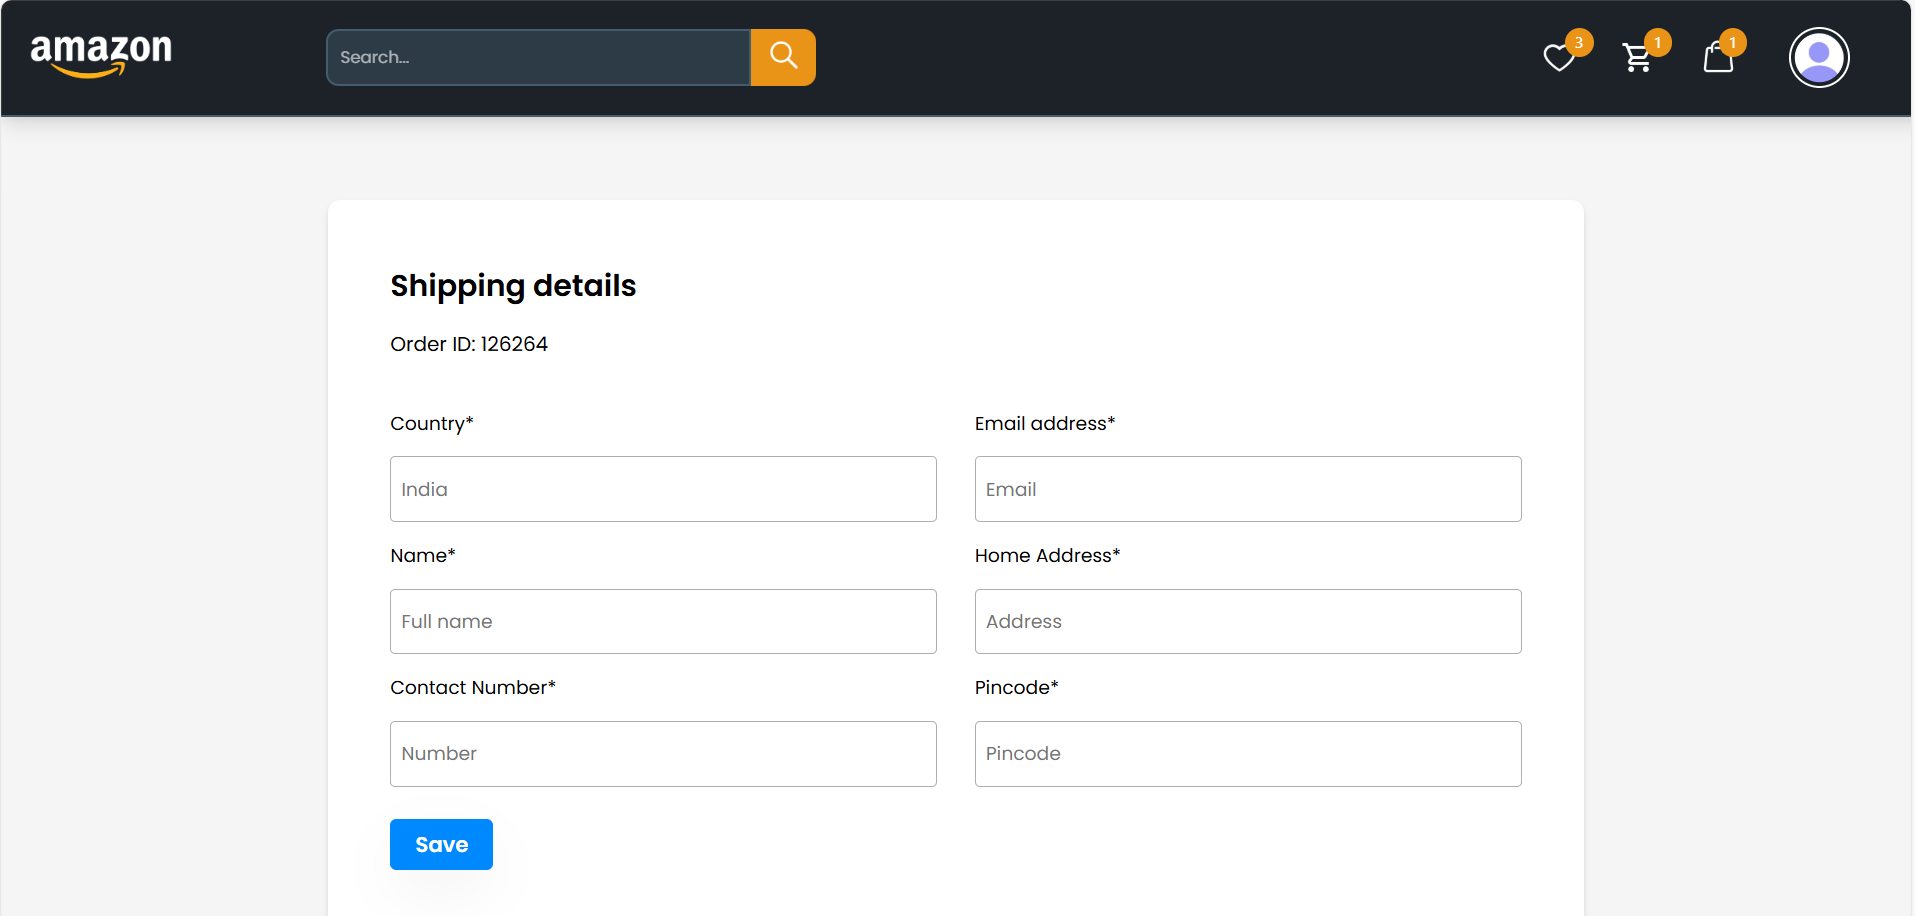 amazon
Search...
3
1
1
Shipping details
Order ID: 126264
Country*
Email address*
India
Email
Name*
Home Address*
Full name
Address
Contact Number*
Pincode*
Number
Pincode
Save